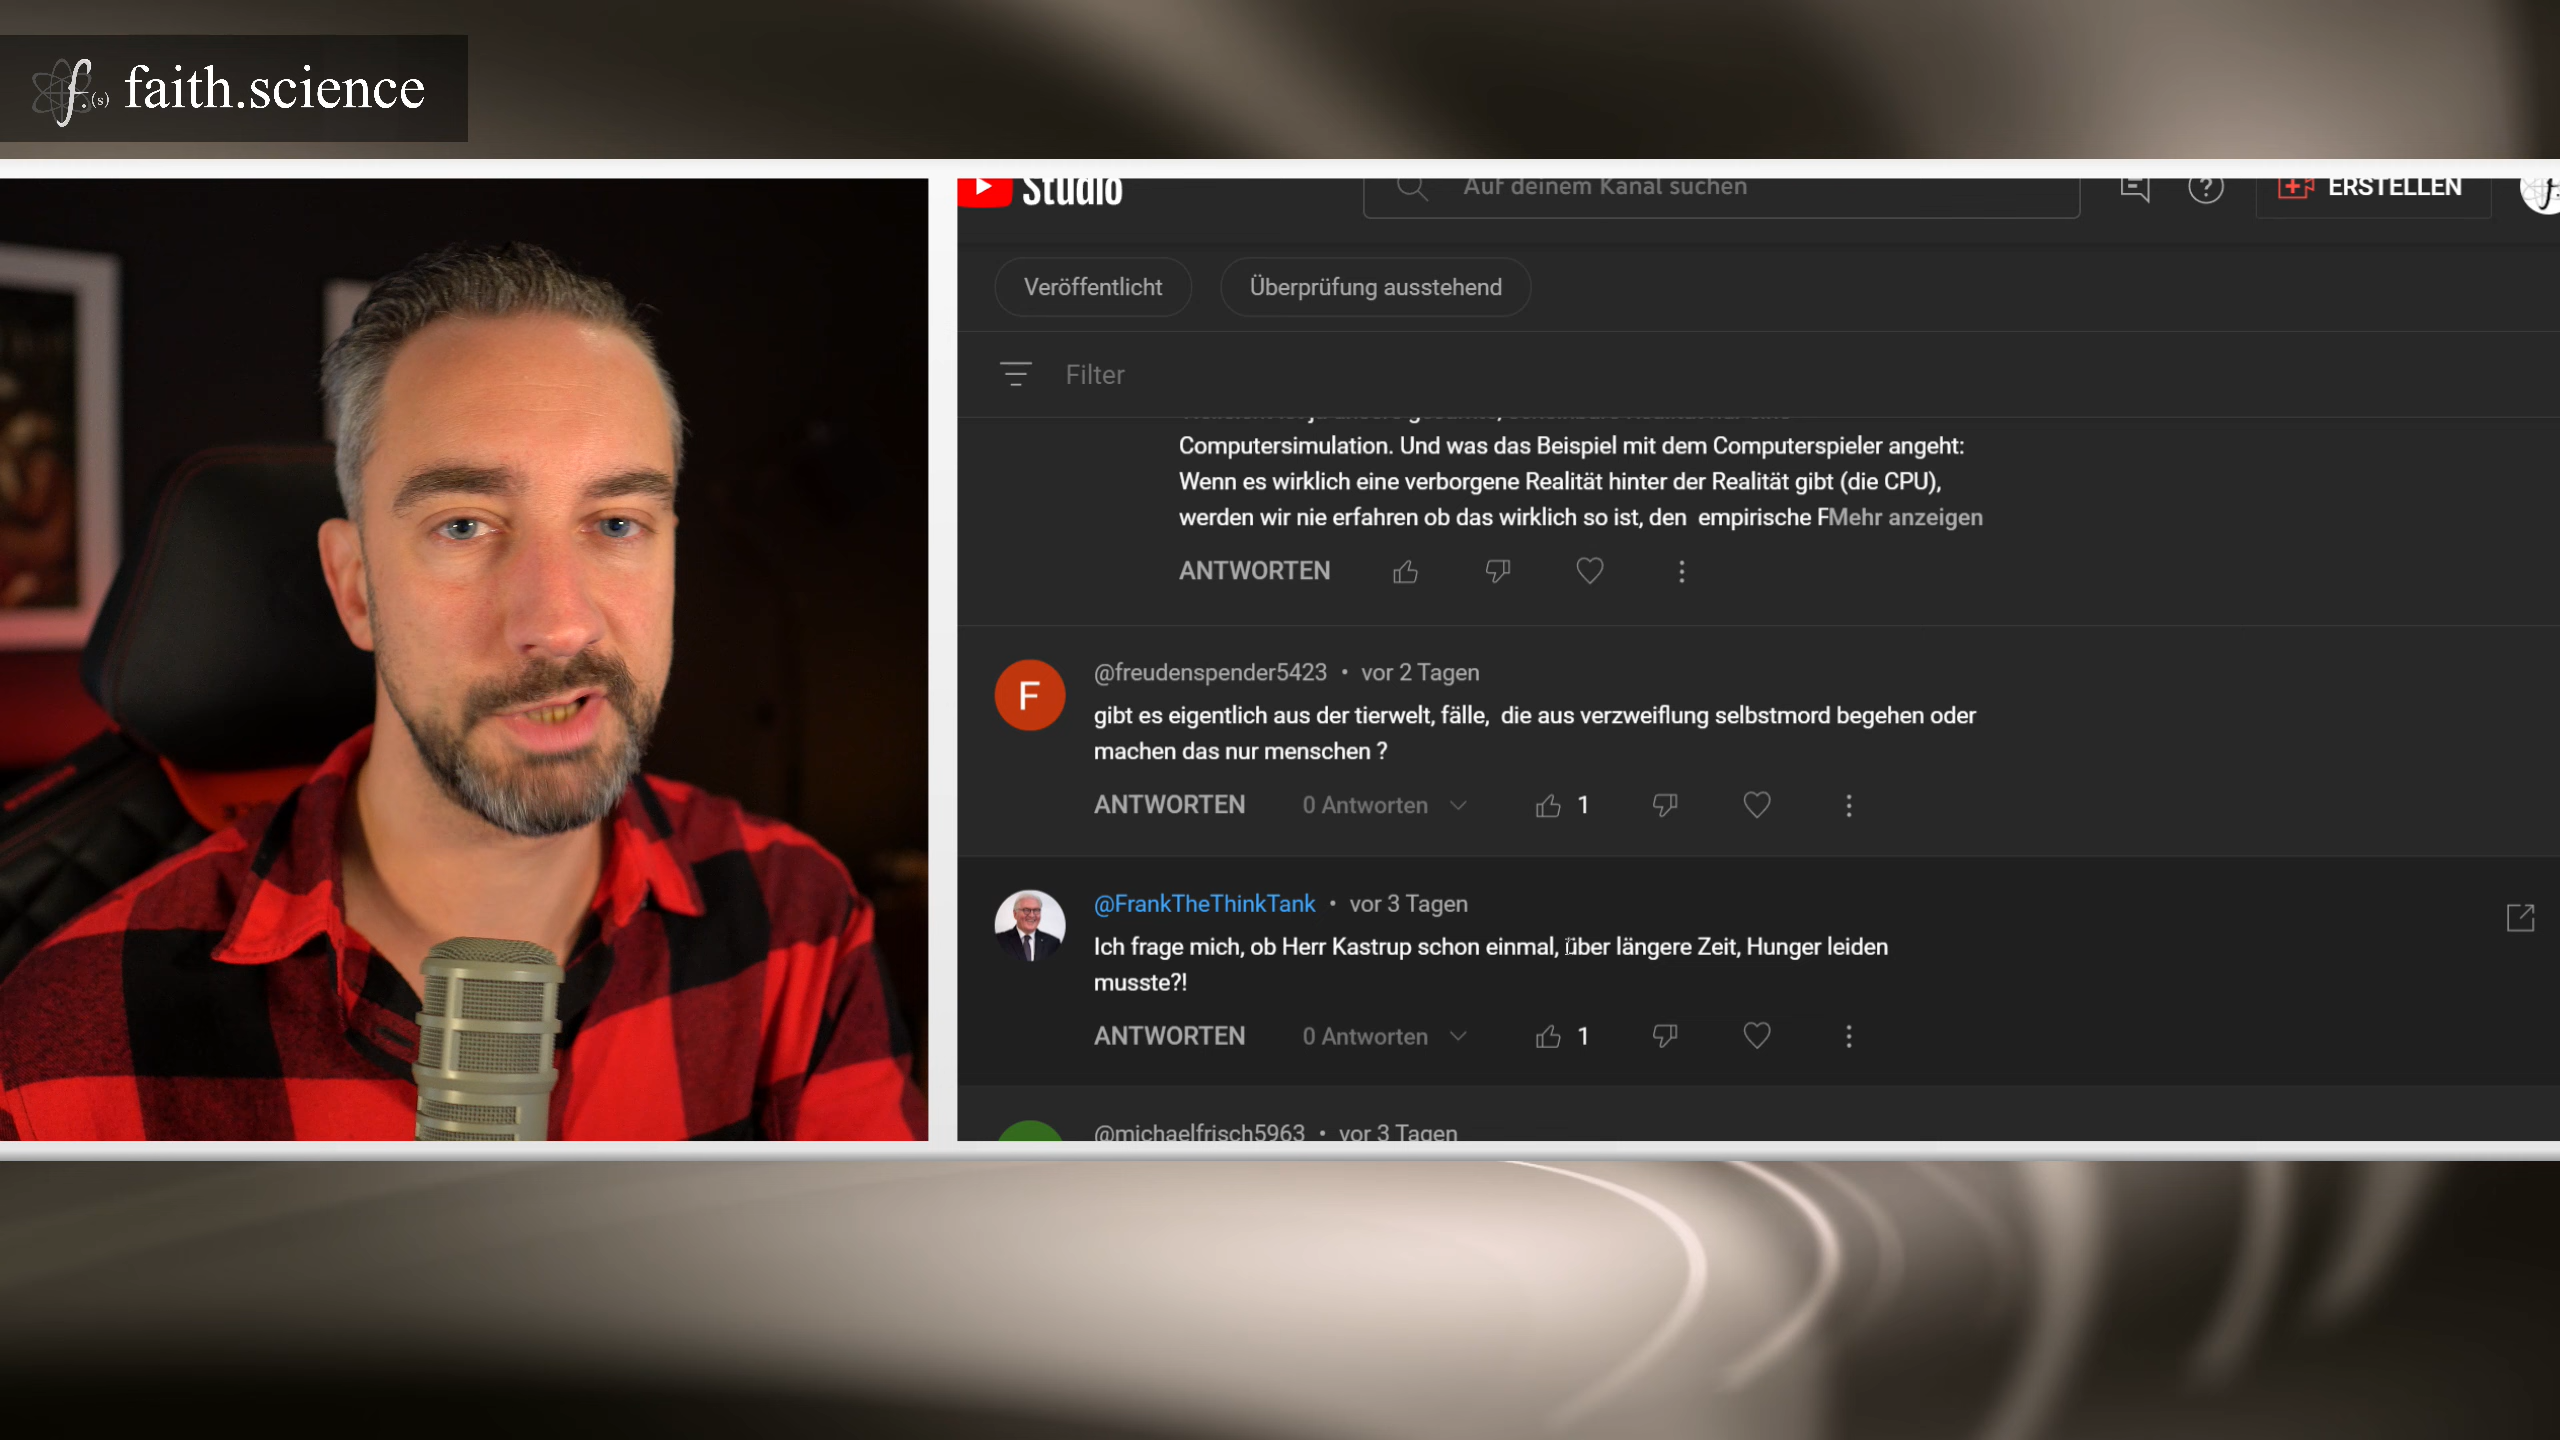 f.(s) faith.science
Studio
Auf deinem Kanal suchen
ERSTELLEN
Veröffentlicht
Überprüfung ausstehend
Filter
Computersimulation. Und was das Beispiel mit dem Computerspieler angeht:
Wenn es wirklich eine verborgene Realität hinter der Realität gibt (die CPU),
werden wir nie erfahren ob das wirklich so ist, den empirische FMehr anzeigen
ANTWORTEN
F
@freudenspender5423 • vor 2 Tagen
gibt es eigentlich aus der tierwelt, fälle, die aus verzweiflung selbstmord begehen oder
machen das nur menschen ?
ANTWORTEN 0 Antworten 1
@FrankTheThinkTank • vor 3 Tagen
Ich frage mich, ob Herr Kastrup schon einmal, über längere Zeit, Hunger leiden
musste?!
ANTWORTEN 0 Antworten 1
@michaelfrisch5963 • vor 3 Tagen